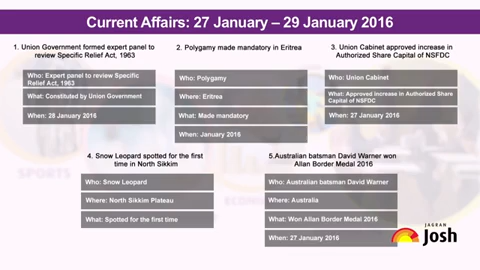 Current Affairs: 27 January – 29 January 2016
1. Union Government formed expert panel to
review Specific Relief Act, 1963
Who: Expert panel to review Specific
Relief Act, 1963
What: Constituted by Union Government
When: 28 January 2016
2. Polygamy made mandatory in Eritrea
Who: Polygamy
Where: Eritrea
What: Made mandatory
When: January 2016
3. Union Cabinet approved increase in
Authorized Share Capital of NSFDC
Who: Union Cabinet
What: Approved increase in Authorized Share
Capital of NSFDC
When: 27 January 2016
4. Snow Leopard spotted for the first
time in North Sikkim
Who: Snow Leopard
Where: North Sikkim Plateau
What: Spotted for the first time
5.Australian batsman David Warner won
Allan Border Medal 2016
Who: Australian batsman David Warner
Where: Australia
What: Won Allan Border Medal 2016
When: 27 January 2016
JAGRAN
Josh
SPORTS